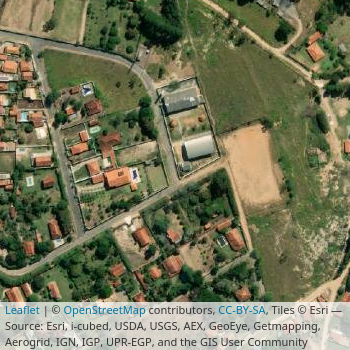 Leaflet | © OpenStreetMap contributors, CC-BY-SA, Tiles © Esri —
Source: Esri, i-cubed, USDA, USGS, AEX, GeoEye, Getmapping,
Aerogrid, IGN, IGP, UPR-EGP, and the GIS User Community